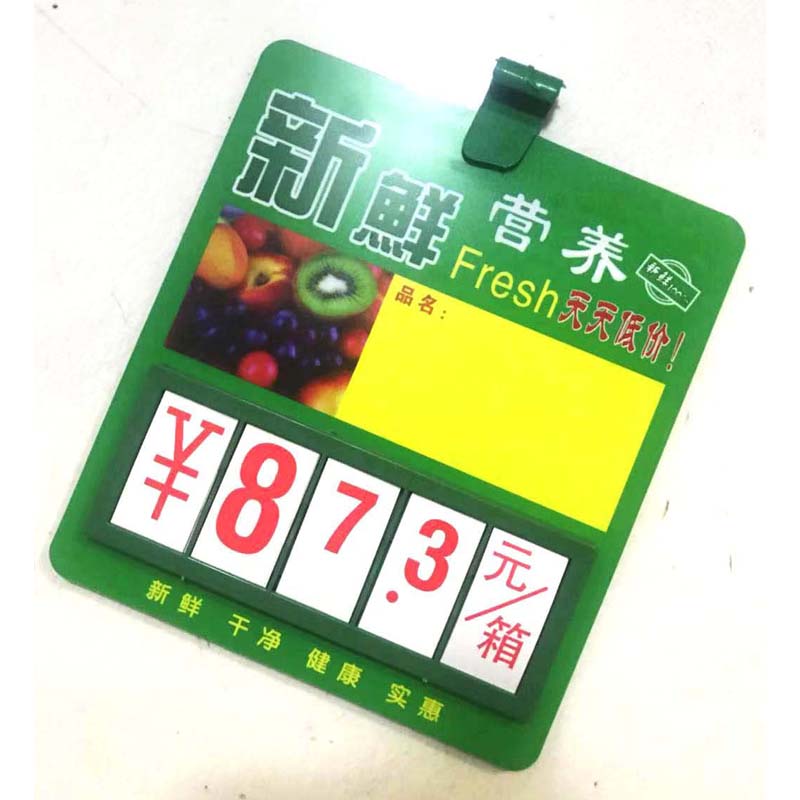 新鲜 营养
Fresh 天天低价!
品名:
¥ 8 7 .3 元/箱
新鲜 干净 健康 实惠